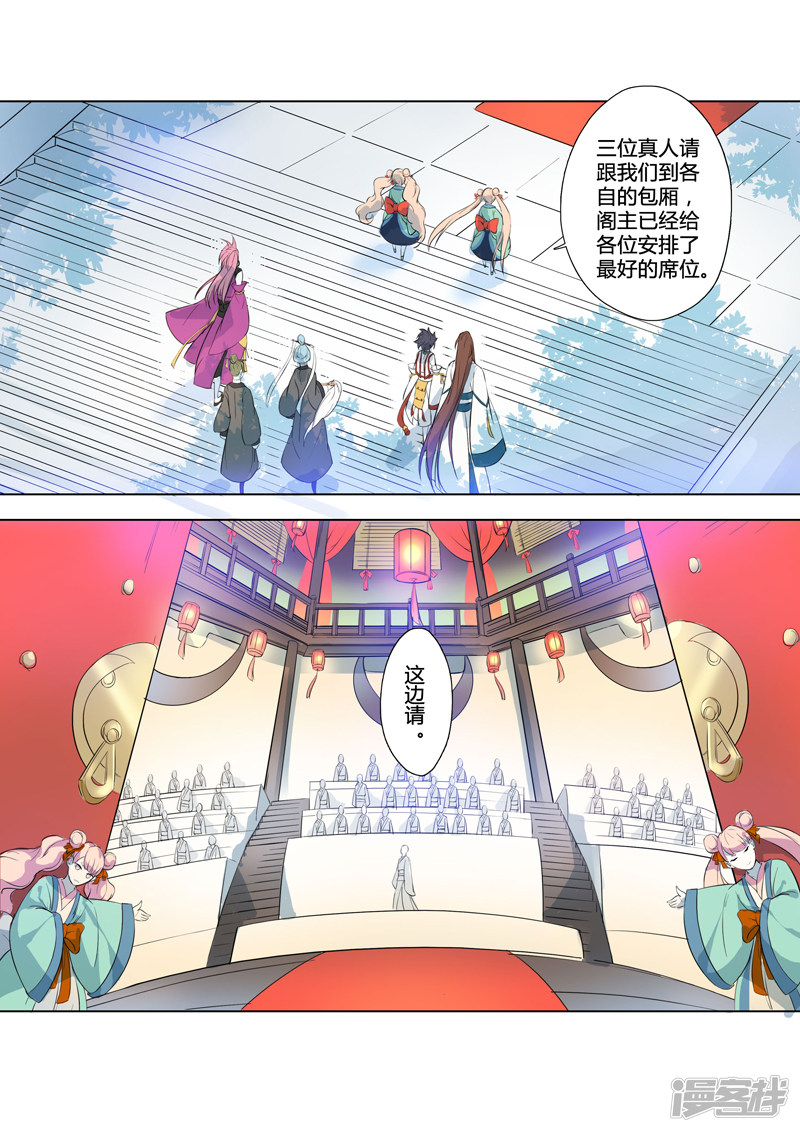 三位真人请
跟我们到各
自的包厢，
阁主已经给
各位安排了
最好的席位。
这边请。
漫客栈